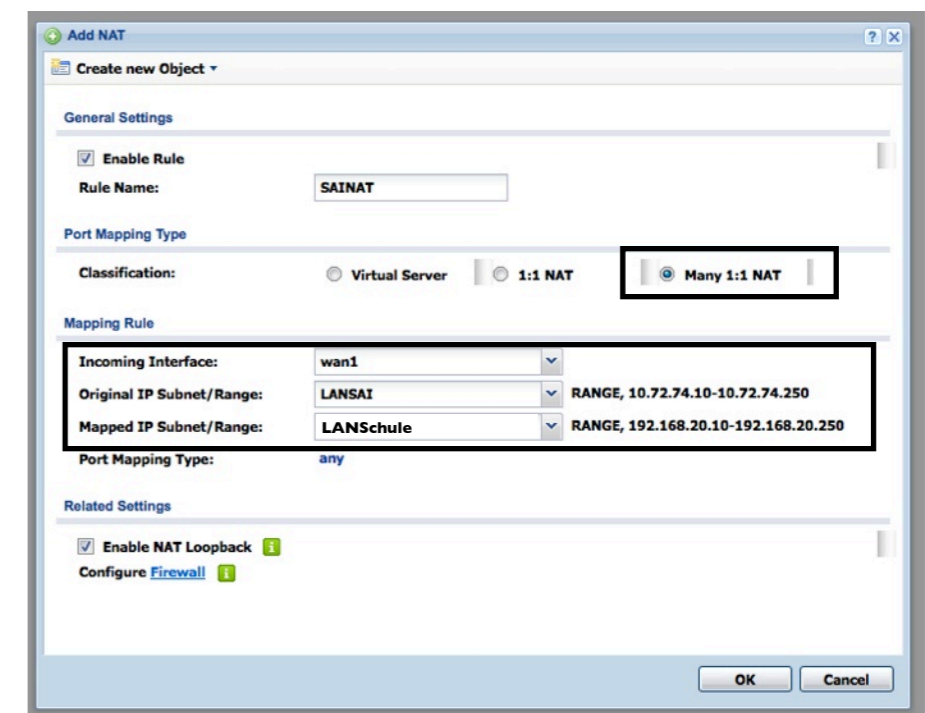 Add NAT
Create new Object
General Settings
Enable Rule
Rule Name: SAINAT
Port Mapping Type
Classification: Virtual Server 1:1 NAT Many 1:1 NAT
Mapping Rule
Incoming Interface: wan1
Original IP Subnet/Range: LANSAI RANGE, 10.72.74.10-10.72.74.250
Mapped IP Subnet/Range: LANSchule RANGE, 192.168.20.10-192.168.20.250
Port Mapping Type: any
Related Settings
Enable NAT Loopback
Configure Firewall
OK Cancel